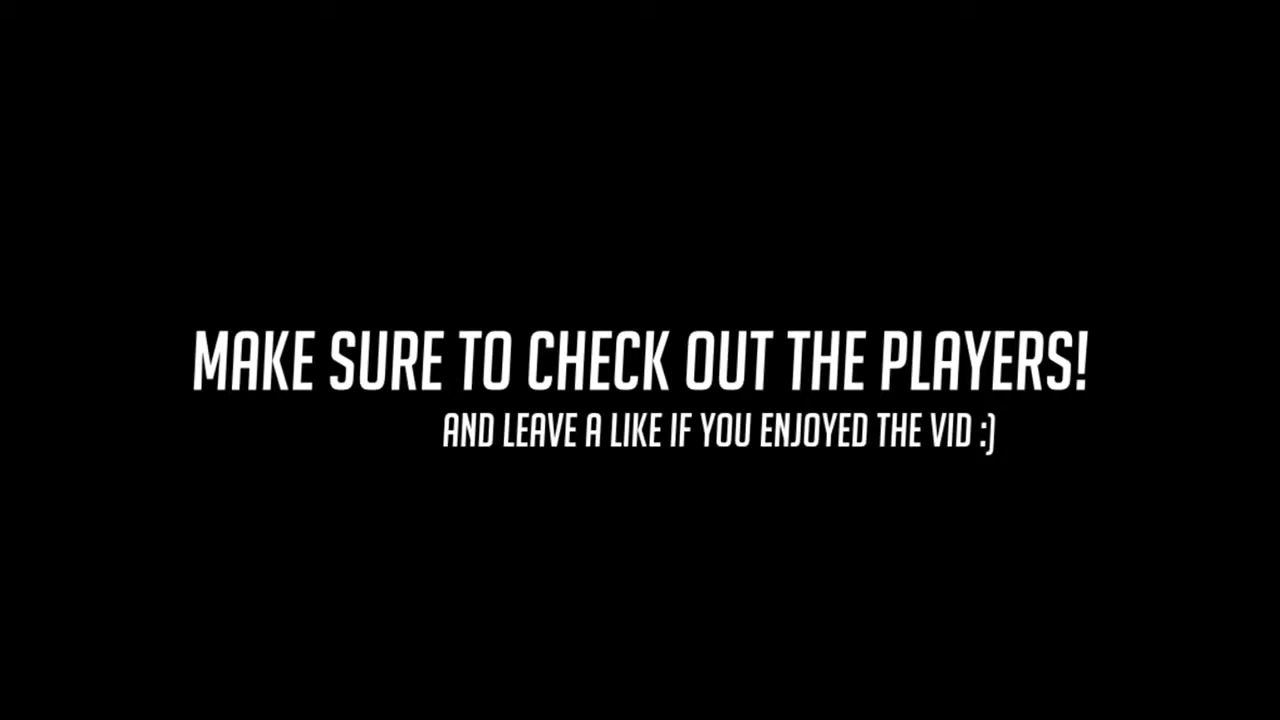 MAKE SURE TO CHECK OUT THE PLAYERS!
AND LEAVE A LIKE IF YOU ENJOYED THE VID :)